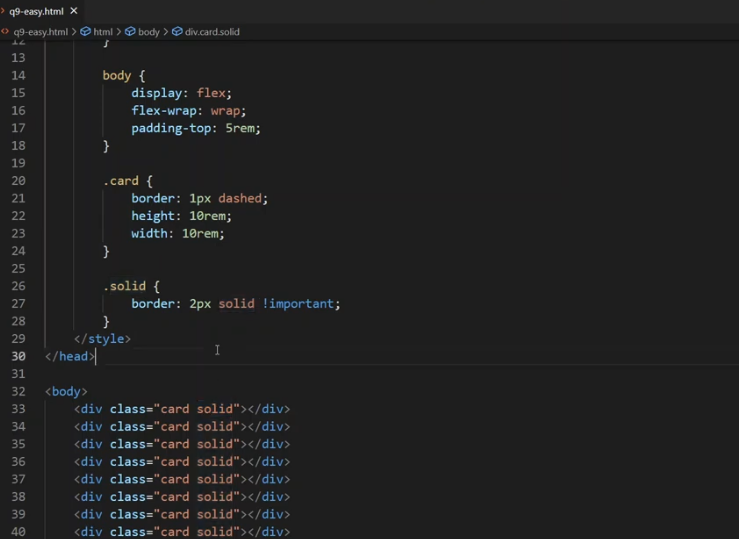 q9-easy.html ×
q9-easy.html > html > body > div.card.solid
12 }
13
14 body {
15 display: flex;
16 flex-wrap: wrap;
17 padding-top: 5rem;
18 }
19
20 .card {
21 border: 1px dashed;
22 height: 10rem;
23 width: 10rem;
24 }
25
26 .solid {
27 border: 2px solid !important;
28 }
29 </style>
30 </head>
31
32 <body>
33 <div class="card solid"></div>
34 <div class="card solid"></div>
35 <div class="card solid"></div>
36 <div class="card solid"></div>
37 <div class="card solid"></div>
38 <div class="card solid"></div>
39 <div class="card solid"></div>
40 <div class="card solid"></div>